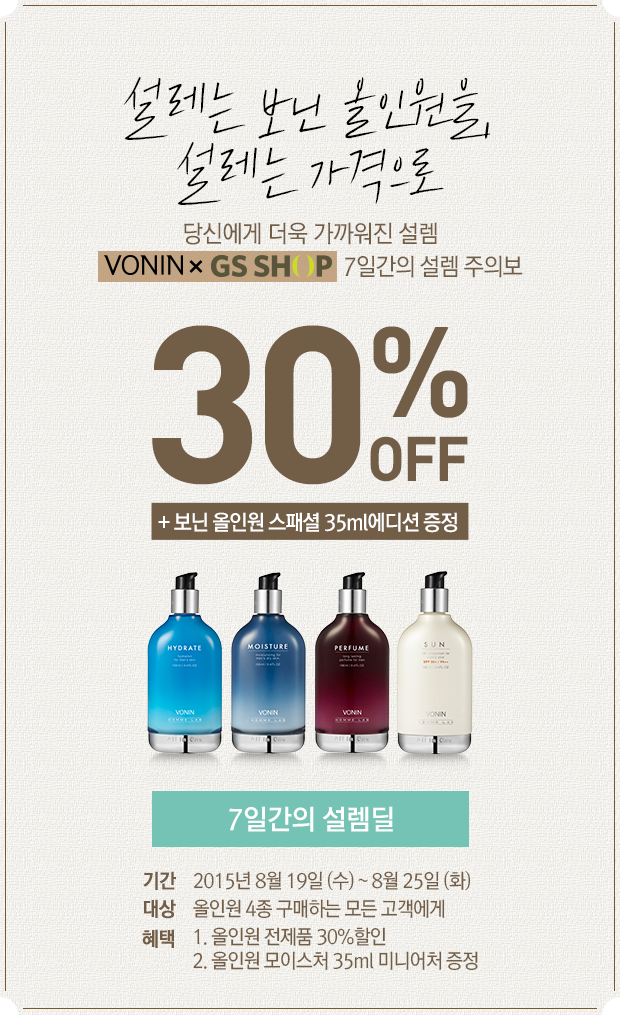 설레는 보닌 올인원을,
설레는 가격으로
당신에게 더욱 가까워진 설렘
VONIN × GS SHOP 7일간의 설렘 주의보
30%
OFF
+ 보닌 올인원 스패셜 35ml에디션 증정
HYDRATE
MOISTURE
PERFUME
SUN
VONIN
VONIN
VONIN
VONIN
7일간의 설렘딜
기간 2015년 8월 19일 (수) ~ 8월 25일 (화)
대상 올인원 4종 구매하는 모든 고객에게
혜택 1. 올인원 전제품 30%할인
2. 올인원 모이스처 35ml 미니어처 증정